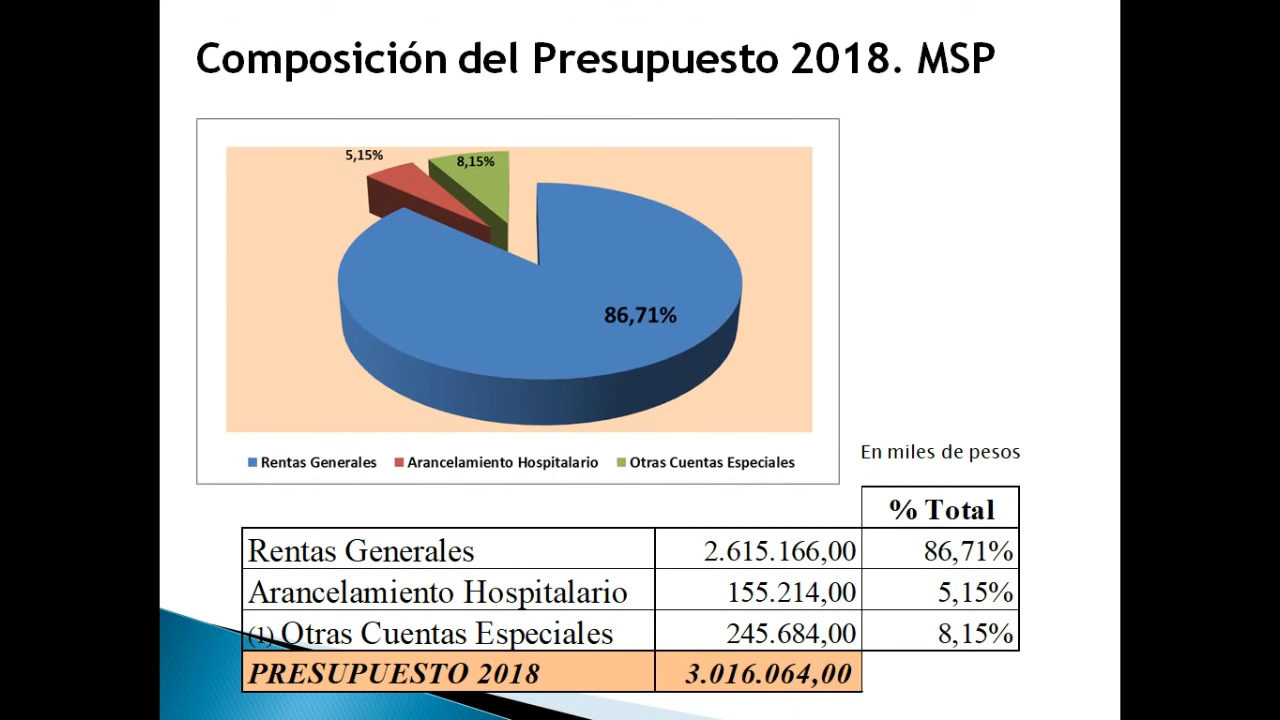 Composición del Presupuesto 2018. MSP
5,15%
8,15%
86,71%
Rentas Generales Arancelamiento Hospitalario Otras Cuentas Especiales
En miles de pesos
% Total
Rentas Generales 2.615.166,00 86,71%
Arancelamiento Hospitalario 155.214,00 5,15%
(1) Otras Cuentas Especiales 245.684,00 8,15%
PRESUPUESTO 2018 3.016.064,00